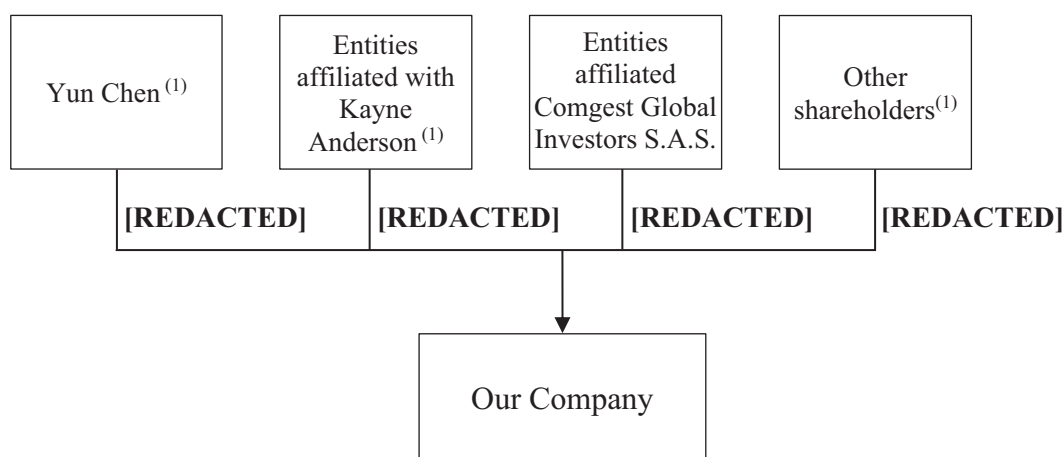 Yun Chen (1)
Entities
affiliated with
Kayne
Anderson (1)
Entities
affiliated
Comgest Global
Investors S.A.S.
Other
shareholders(1)
[REDACTED]
[REDACTED]
[REDACTED]
[REDACTED]
Our Company